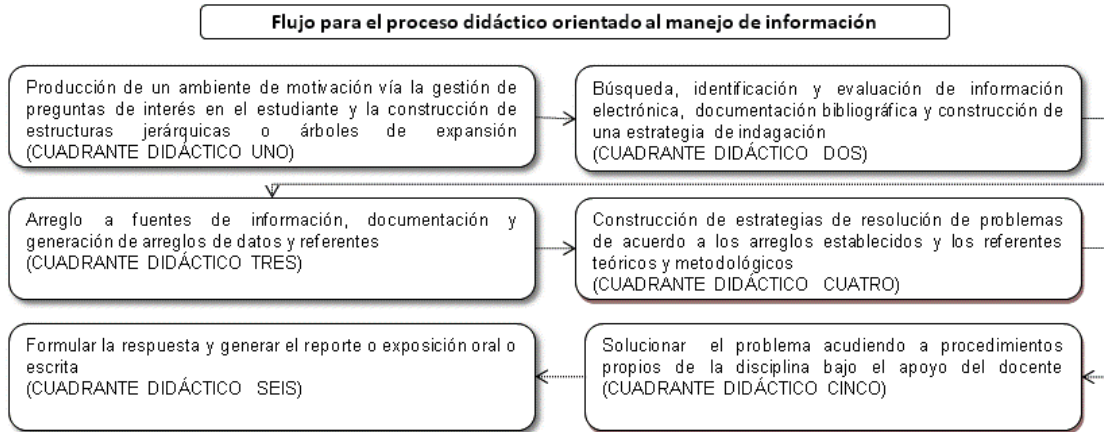 Flujo para el proceso didáctico orientado al manejo de información
Producción de un ambiente de motivación vía la gestión de
preguntas de interés en el estudiante y la construcción de
estructuras jerárquicas o árboles de expansión
(CUADRANTE DIDÁCTICO UNO)
Búsqueda, identificación y evaluación de información
electrónica, documentación bibliográfica y construcción de
una estrategia de indagación
(CUADRANTE DIDÁCTICO DOS)
Arreglo a fuentes de información, documentación y
generación de arreglos de datos y referentes
(CUADRANTE DIDÁCTICO TRES)
Construcción de estrategias de resolución de problemas
de acuerdo a los arreglos establecidos y los referentes
teóricos y metodológicos
(CUADRANTE DIDÁCTICO CUATRO)
Formular la respuesta y generar el reporte o exposición oral o
escrita
(CUADRANTE DIDÁCTICO SEIS)
Solucionar el problema acudiendo a procedimientos
propios de la disciplina bajo el apoyo del docente
(CUADRANTE DIDÁCTICO CINCO)